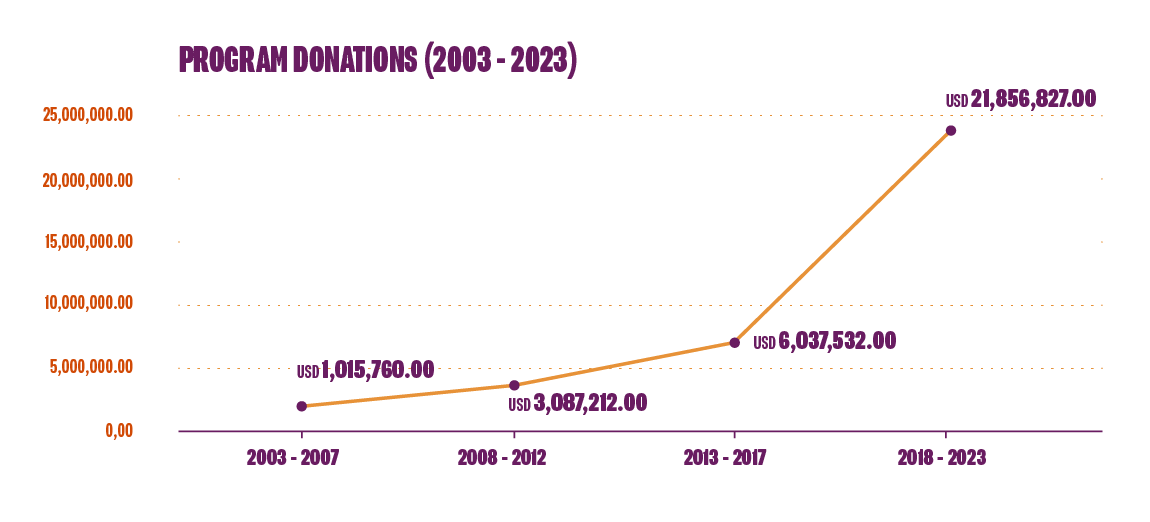 PROGRAM DONATIONS (2003 - 2023)
USD 21,856,827.00
25,000,000.00
20,000,000.00
15,000,000.00
10,000,000.00
USD 6,037,532.00
5,000,000.00
USD 1,015,760.00
USD 3,087,212.00
0,00
2003 - 2007
2008 - 2012
2013 - 2017
2018 - 2023